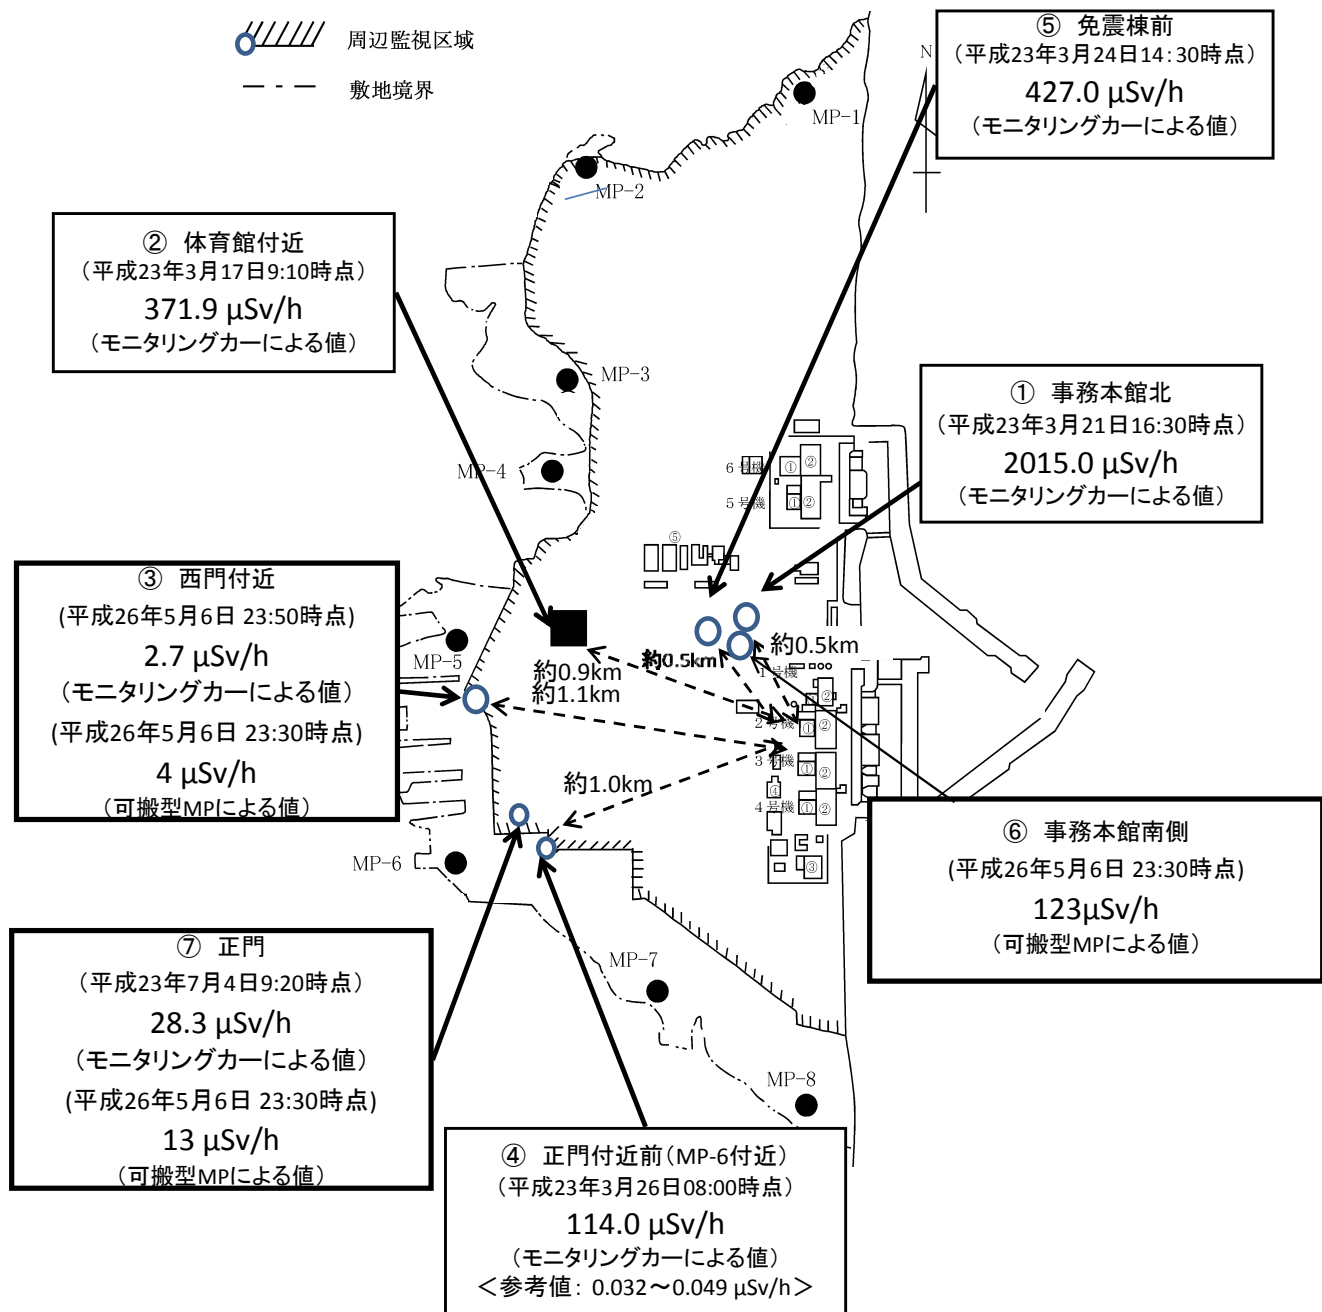 周辺監視区域
敷地境界
⑤ 免震棟前
(平成23年3月24日14:30時点)
427.0 μSv/h
(モニタリングカーによる値)
N
MP-1
MP-2
② 体育館付近
(平成23年3月17日9:10時点)
371.9 μSv/h
(モニタリングカーによる値)
MP-3
MP-4
① 事務本館北
(平成23年3月21日16:30時点)
2015.0 μSv/h
(モニタリングカーによる値)
6号機
①
②
5号機
①
②
⑤
③ 西門付近
(平成26年5月6日 23:50時点)
2.7 μSv/h
(モニタリングカーによる値)
(平成26年5月6日 23:30時点)
4 μSv/h
(可搬型MPによる値)
MP-5
約0.9km
約1.1km
約0.5km
約0.5km
1号機
②
2号機
①
②
3号機
①
②
約1.0km
④
4号機
①
②
③
MP-6
⑥ 事務本館南側
(平成26年5月6日 23:30時点)
123μSv/h
(可搬型MPによる値)
⑦ 正門
(平成23年7月4日9:20時点)
28.3 μSv/h
(モニタリングカーによる値)
(平成26年5月6日 23:30時点)
13 μSv/h
(可搬型MPによる値)
MP-7
MP-8
④ 正門付近前(MP-6付近)
(平成23年3月26日08:00時点)
114.0 μSv/h
(モニタリングカーによる値)
<参考値: 0.032~0.049 μSv/h>